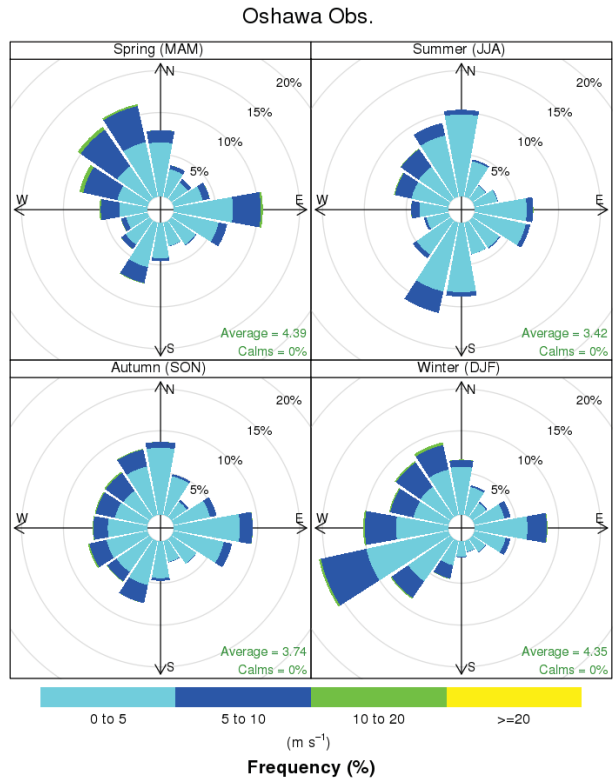 Oshawa Obs.
Spring (MAM)
N
20%
15%
10%
5%
W
E
S
Average = 4.39
Calms = 0%
Summer (JJA)
N
20%
15%
10%
5%
W
E
S
Average = 3.42
Calms = 0%
Autumn (SON)
N
20%
15%
10%
5%
W
E
S
Average = 3.74
Calms = 0%
Winter (DJF)
N
20%
15%
10%
5%
W
E
S
Average = 4.35
Calms = 0%
0 to 5 5 to 10 10 to 20 >=20
(m s⁻¹)
Frequency (%)